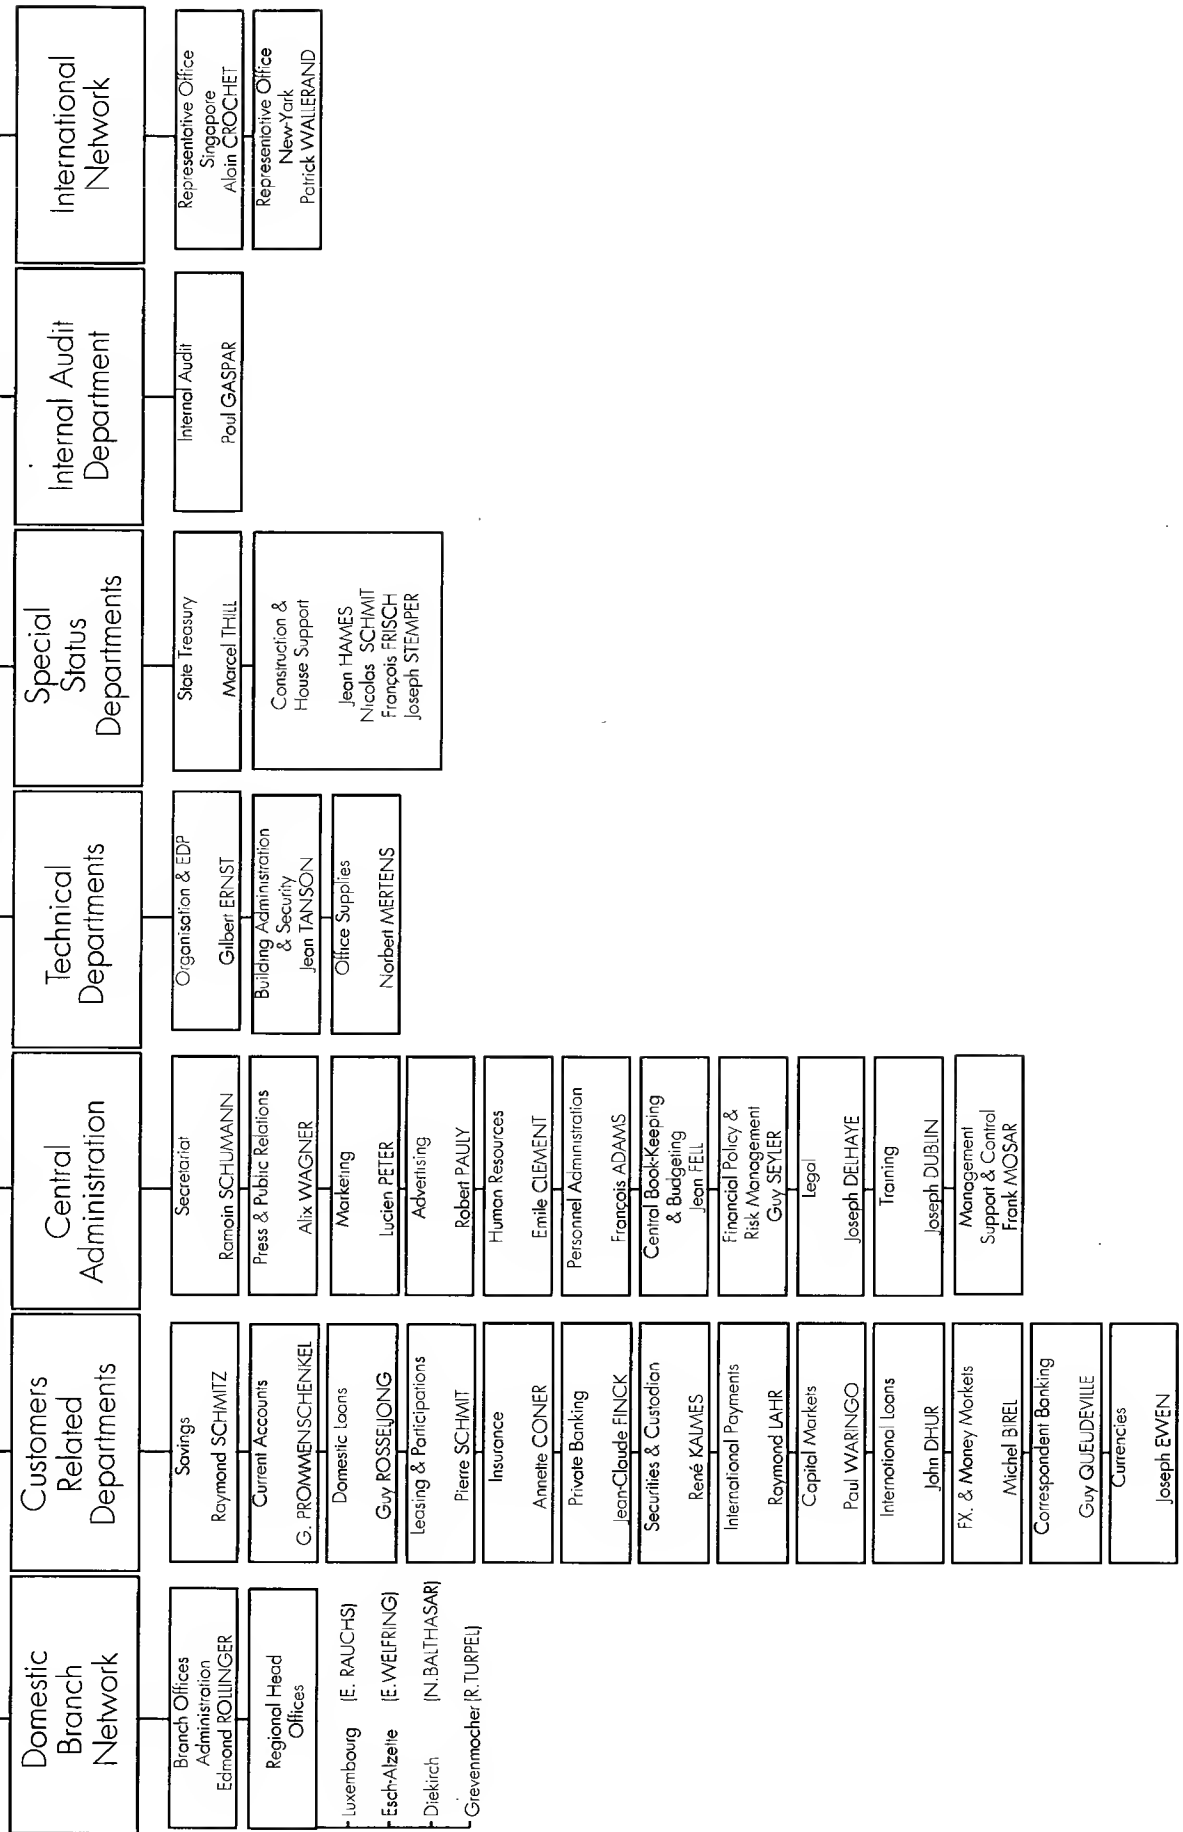 Domestic
Branch
Network
Branch Offices
Administration
Edmond ROLLINGER
Regional Head
Offices
Luxembourg (E. RAUCHS)
Esch-Alzette (E. WELFRING)
Diekirch (N.BALTHASAR)
Grevenmacher (R.TURPEL)
Customers
Related
Departments
Savings
Raymond SCHMITZ
Current Accounts
G. PROMMENSCHENKEL
Domestic Loans
Guy ROSSELJONG
Leasing & Participations
Pierre SCHMIT
Insurance
Annette CONER
Private Banking
Jean-Claude FINCK
Securities & Custodian
René KALMES
International Payments
Raymond LAHR
Capital Markets
Paul WARINGO
International Loans
John DHUR
FX. & Money Markets
Michel BIREL
Correspondent Banking
Guy QUEUDEVILLE
Currencies
Joseph EWEN
Central
Administration
Secretariat
Romain SCHUMANN
Press & Public Relations
Alix WAGNER
Marketing
Lucien PETER
Advertising
Robert PAULY
Human Resources
Emile CLEMENT
Personnel Administration
François ADAMS
Central Book-Keeping
& Budgeting
Jean FELL
Financial Policy &
Risk Management
Guy SEYLER
Legal
Joseph DELHAYE
Training
Joseph DUBLIN
Management
Support & Control
Frank MOSAR
Technical
Departments
Organisation & EDP
Gilbert ERNST
Building Administration
& Security
Jean TANSON
Office Supplies
Norbert MERTENS
Special
Status
Departments
State Treasury
Marcel THILL
Construction &
House Support
Jean HAMES
Nicolas SCHMIT
François FRISCH
Joseph STEMPER
Internal Audit
Department
Internal Audit
Paul GASPAR
International
Network
Representative Office
Singapore
Alain CROCHET
Representative Office
New-York
Patrick WALLERAND